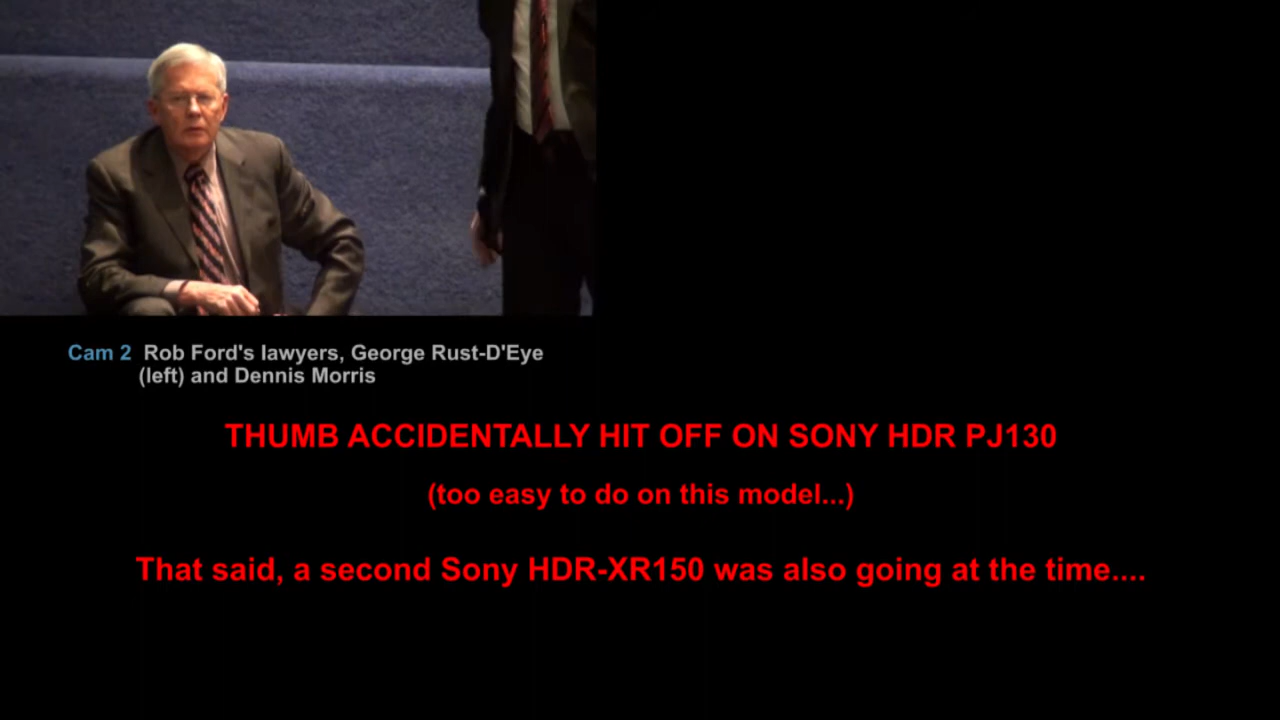 Cam 2 Rob Ford's lawyers, George Rust-D'Eye
(left) and Dennis Morris
THUMB ACCIDENTALLY HIT OFF ON SONY HDR PJ130
(too easy to do on this model...)
That said, a second Sony HDR-XR150 was also going at the time....